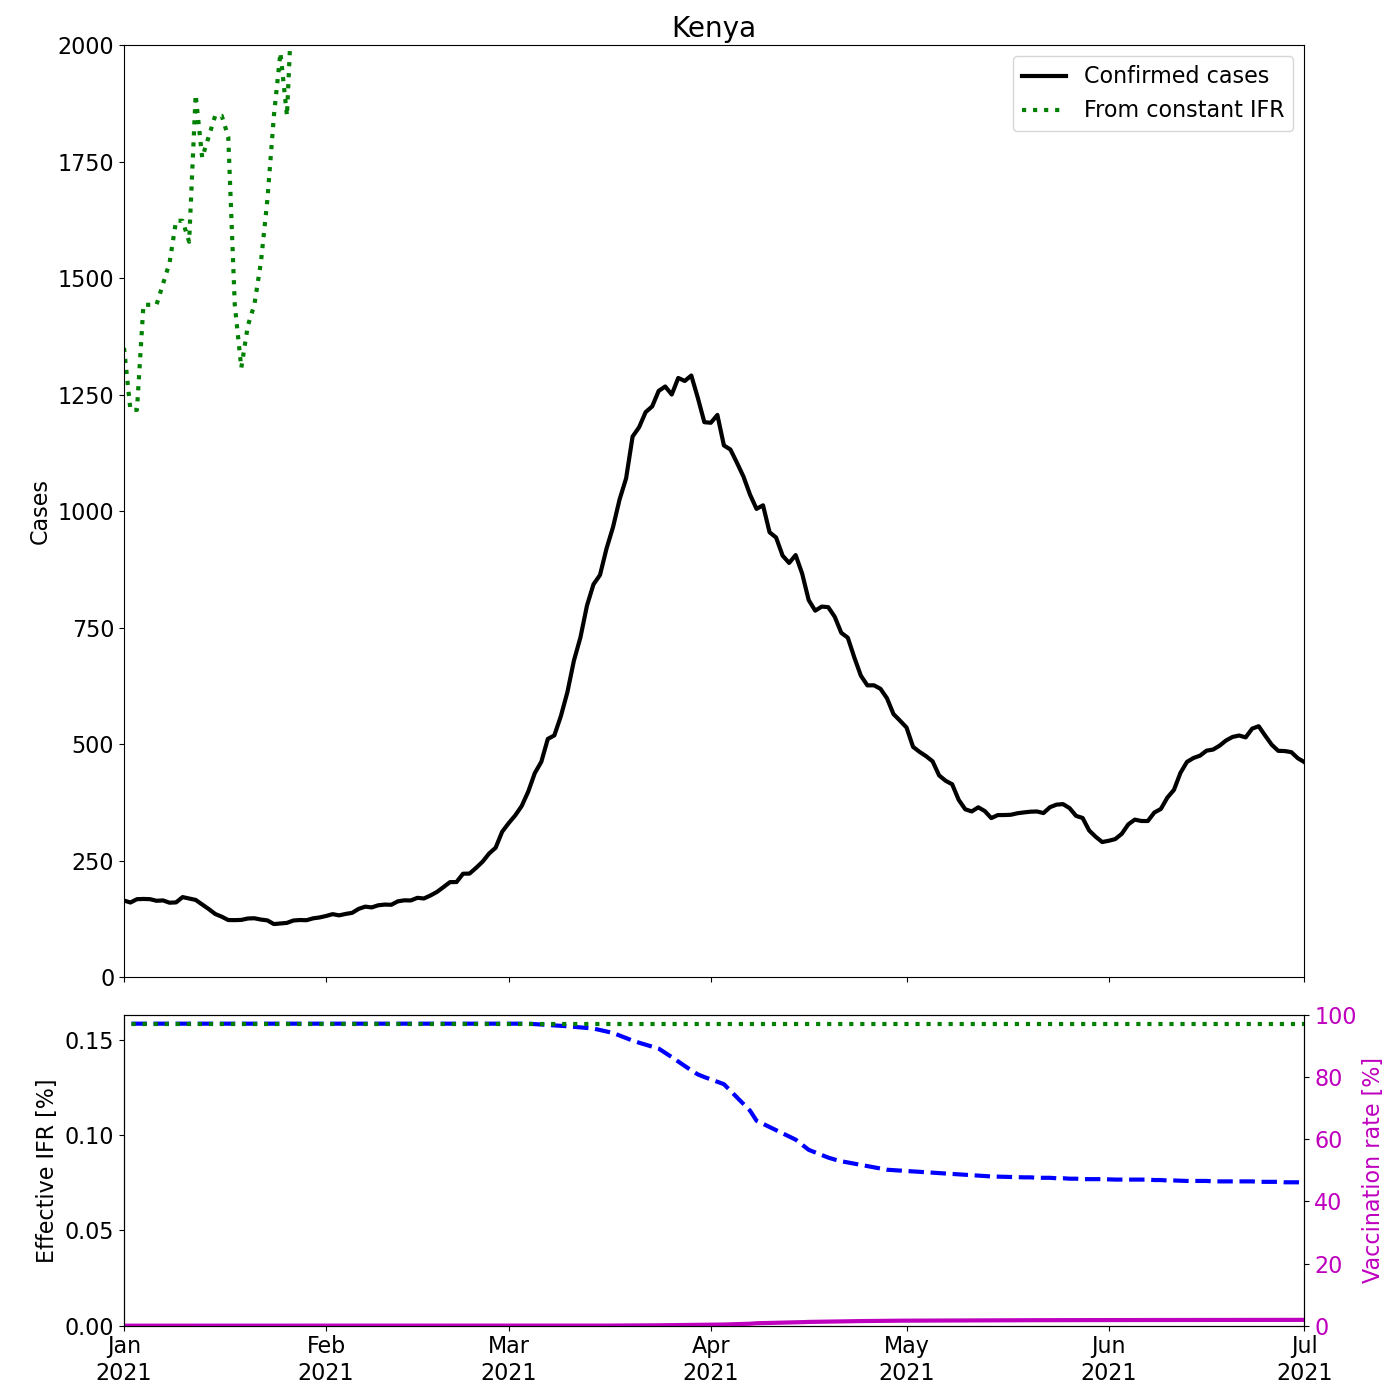 Kenya
2000
1750
1500
1250
1000
750
500
250
0
Cases
Confirmed cases
From constant IFR
0.15
0.10
0.05
0.00
Effective IFR [%]
100
80
60
40
20
0
Vaccination rate [%]
Jan Feb Mar Apr May Jun Jul
2021 2021 2021 2021 2021 2021 2021